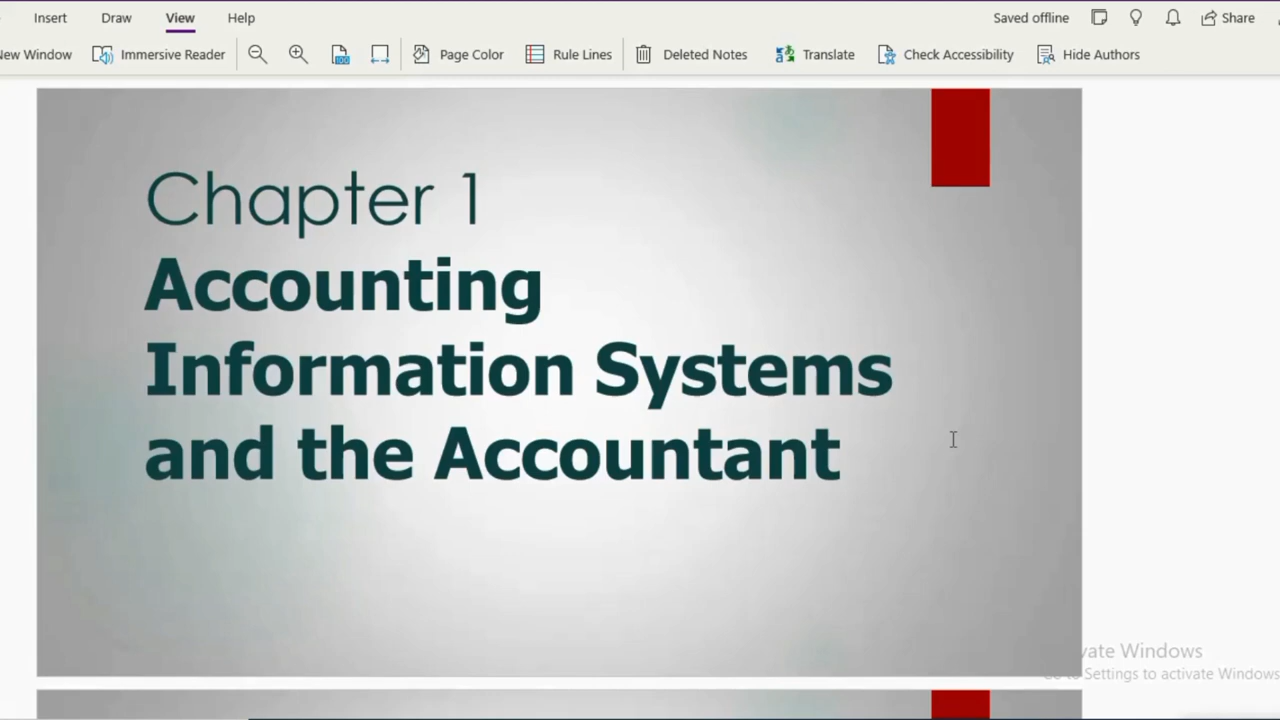 Insert Draw View Help Saved offline Share
New Window Immersive Reader Page Color Rule Lines Deleted Notes Translate Check Accessibility Hide Authors
Chapter 1
Accounting
Information Systems
and the Accountant
Windows
Settings to activate Windows